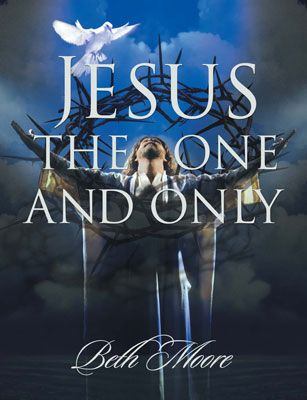 JESUS
THE ONE
AND ONLY
Beth Moore